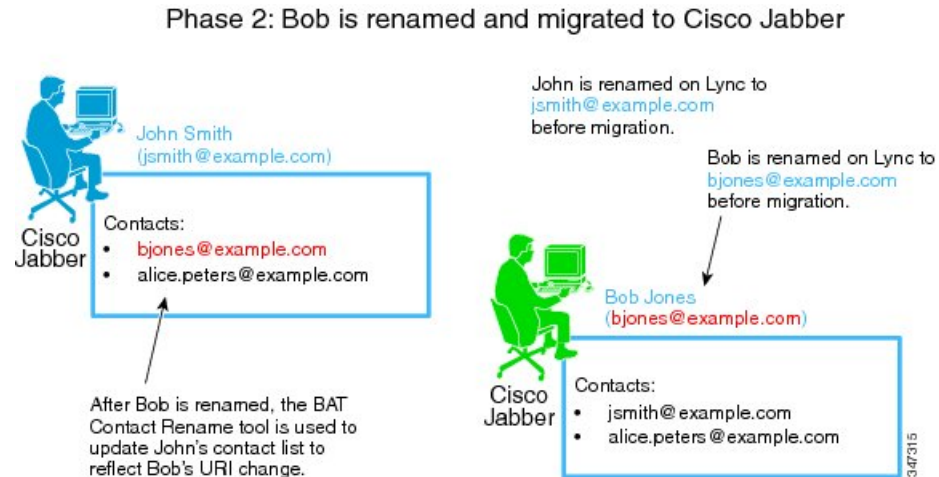 Phase 2: Bob is renamed and migrated to Cisco Jabber
John Smith
(jsmith@example.com)
Cisco
Jabber
Contacts:
• bjones@example.com
• alice.peters@example.com
After Bob is renamed, the BAT
Contact Rename tool is used to
update John's contact list to
reflect Bob's URI change.
John is renamed on Lync to
jsmith@example.com
before migration.
Bob is renamed on Lync to
bjones@example.com
before migration.
Bob Jones
(bjones@example.com)
Cisco
Jabber
Contacts:
• jsmith@example.com
• alice.peters@example.com
347315